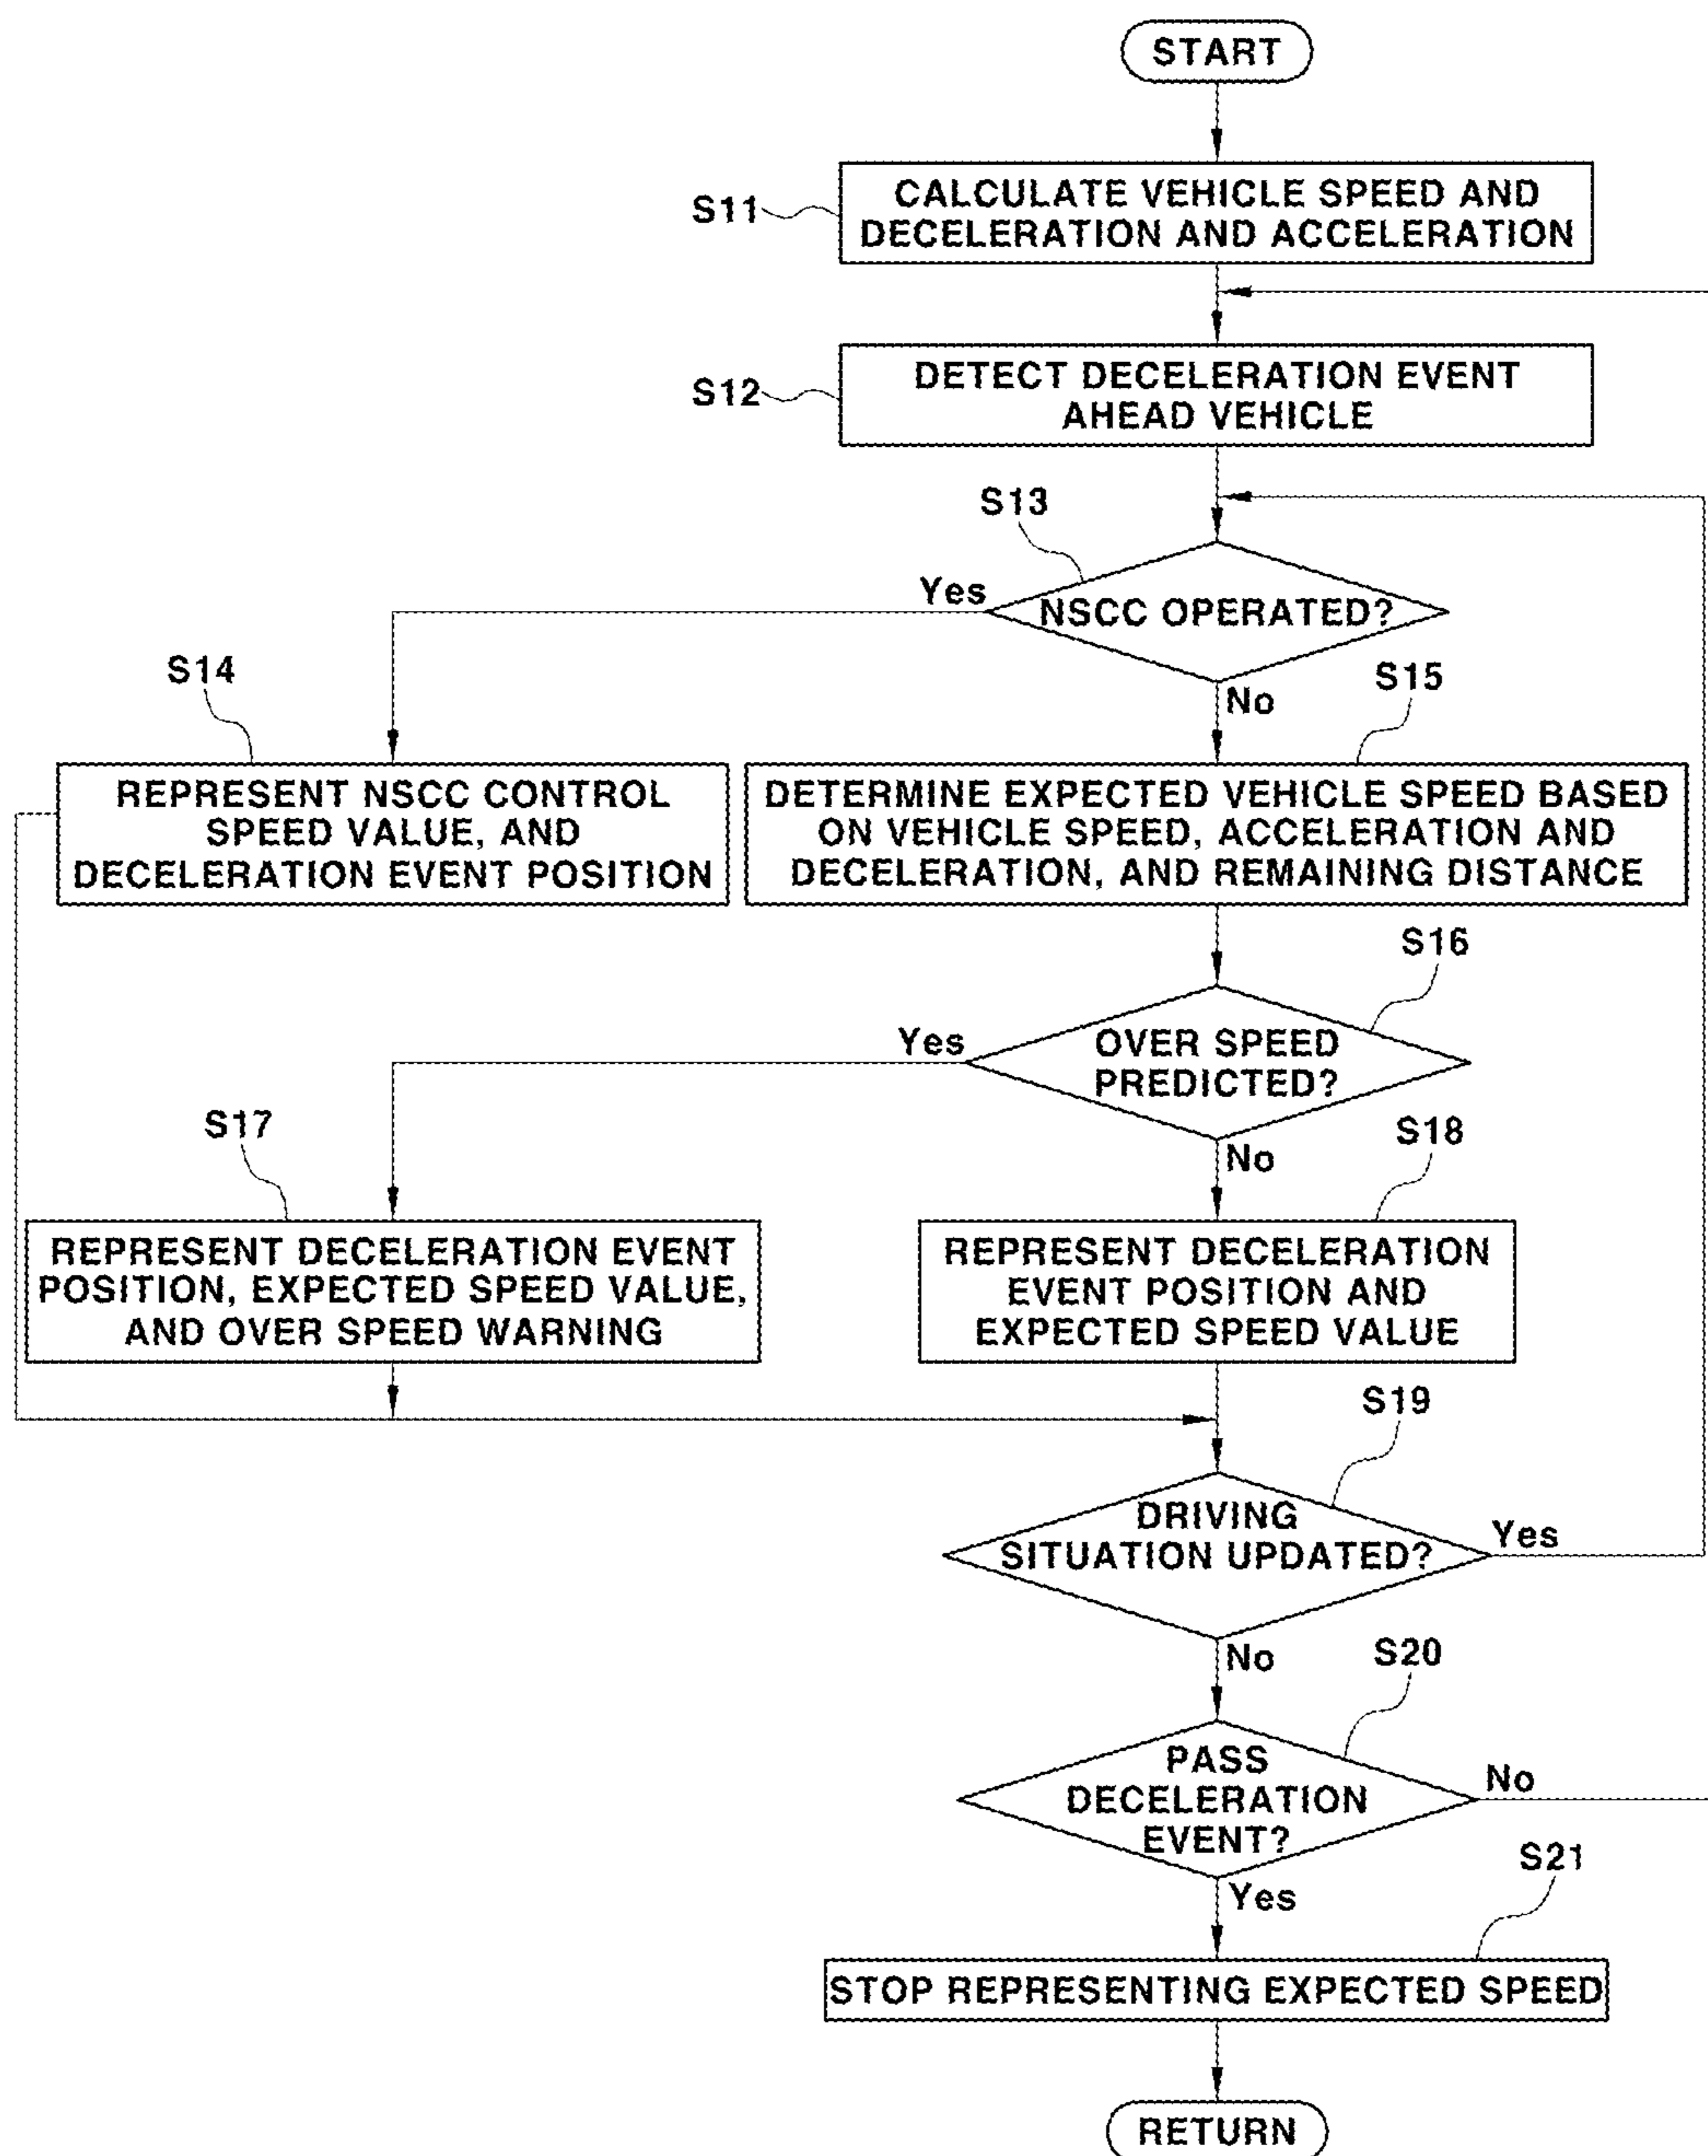 START
S11
CALCULATE VEHICLE SPEED AND
DECELERATION AND ACCELERATION
S12
DETECT DECELERATION EVENT
AHEAD VEHICLE
S13
Yes
NSCC OPERATED?
No
S14
REPRESENT NSCC CONTROL
SPEED VALUE, AND
DECELERATION EVENT POSITION
S15
DETERMINE EXPECTED VEHICLE SPEED BASED
ON VEHICLE SPEED, ACCELERATION AND
DECELERATION, AND REMAINING DISTANCE
S16
Yes
OVER SPEED
PREDICTED?
No
S17
REPRESENT DECELERATION EVENT
POSITION, EXPECTED SPEED VALUE,
AND OVER SPEED WARNING
S18
REPRESENT DECELERATION
EVENT POSITION AND
EXPECTED SPEED VALUE
S19
DRIVING
SITUATION UPDATED?
Yes
No
S20
PASS
DECELERATION
EVENT?
No
Yes
S21
STOP REPRESENTING EXPECTED SPEED
RETURN